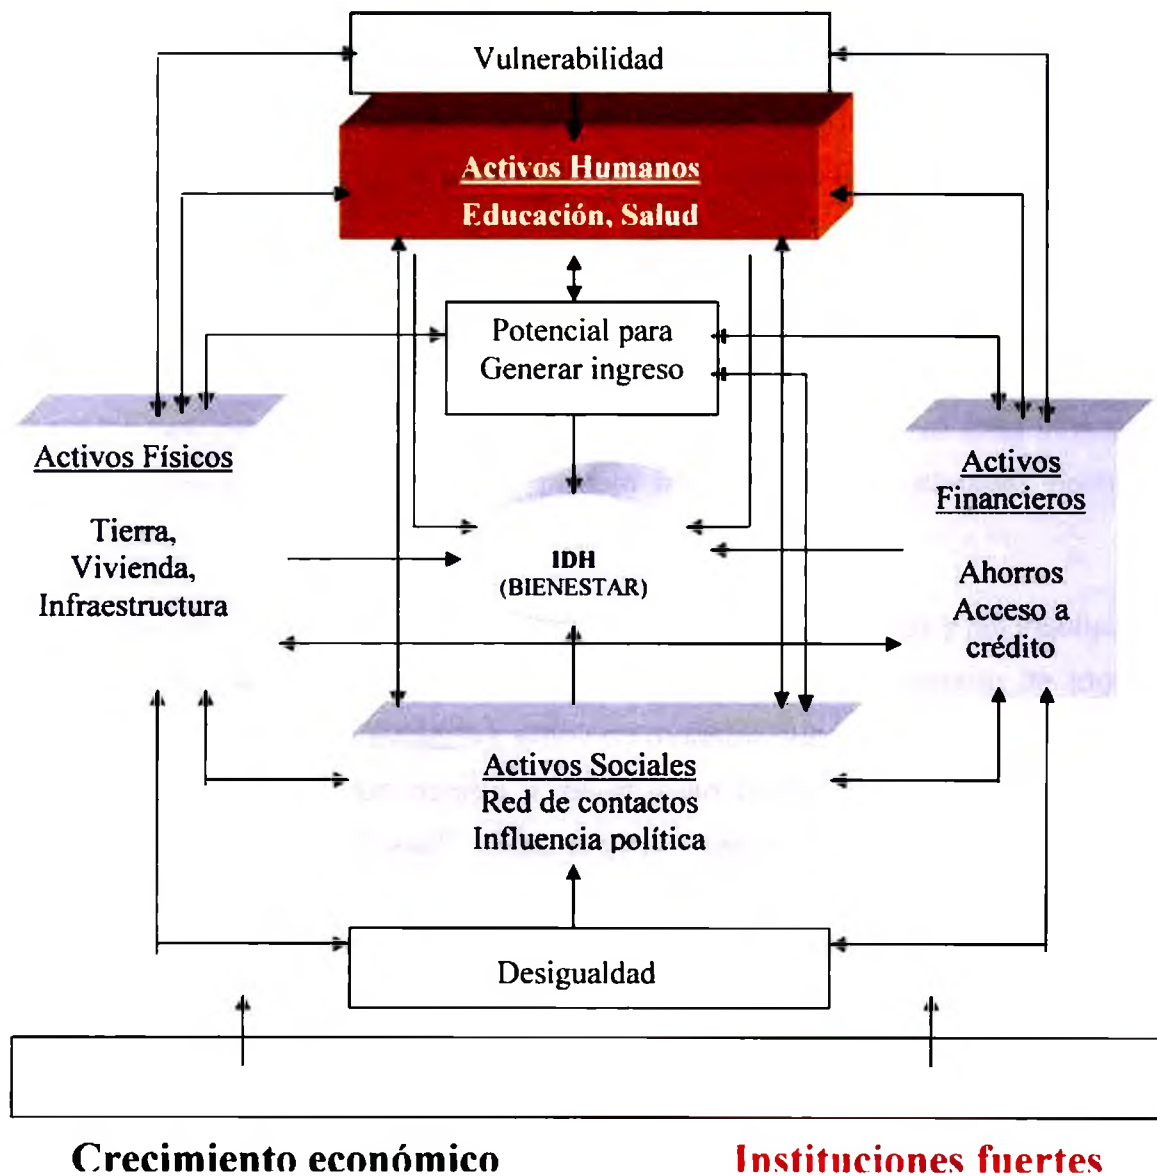 Vulnerabilidad
Activos Humanos
Educación, Salud
Potencial para
Generar ingreso
Activos Físicos
Tierra,
Vivienda,
Infraestructura
IDH
(BIENESTAR)
Activos
Financieros
Ahorros
Acceso a
crédito
Activos Sociales
Red de contactos
Influencia política
Desigualdad
Crecimiento económico
Instituciones fuertes